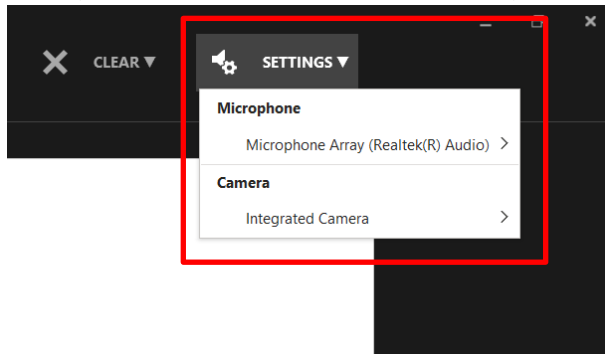 CLEAR ▼
SETTINGS ▼
Microphone
Microphone Array (Realtek(R) Audio)
Camera
Integrated Camera